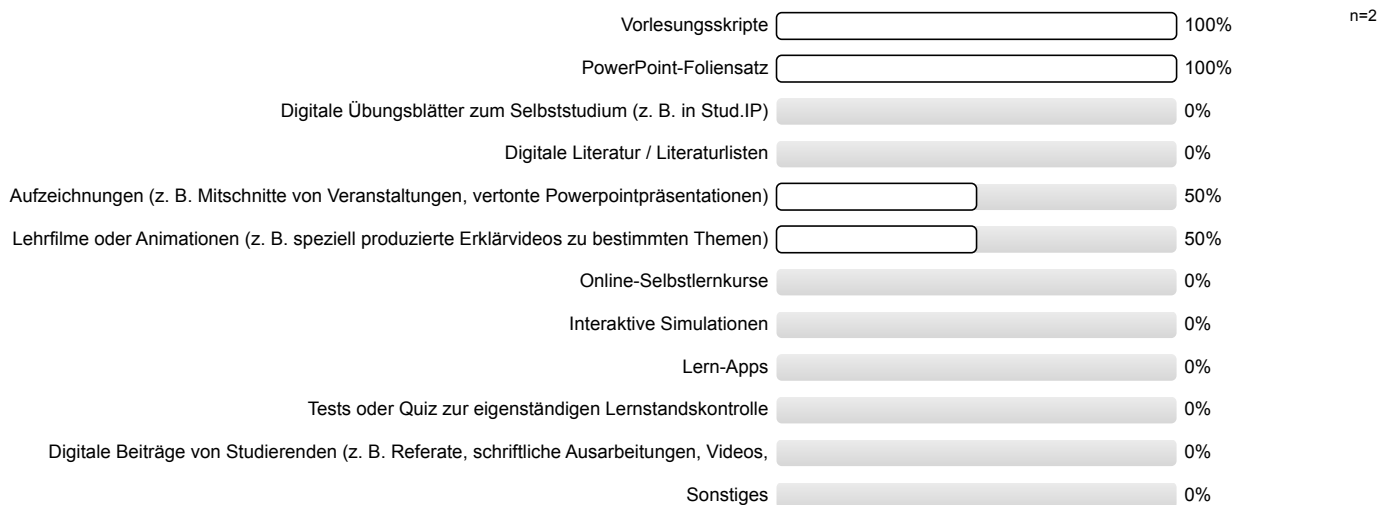 Vorlesungsskripte 100% n=2
PowerPoint-Foliensatz 100%
Digitale Übungsblätter zum Selbststudium (z. B. in Stud.IP) 0%
Digitale Literatur / Literaturlisten 0%
Aufzeichnungen (z. B. Mitschnitte von Veranstaltungen, vertonte Powerpointpräsentationen) 50%
Lehrfilme oder Animationen (z. B. speziell produzierte Erklärvideos zu bestimmten Themen) 50%
Online-Selbstlernkurse 0%
Interaktive Simulationen 0%
Lern-Apps 0%
Tests oder Quiz zur eigenständigen Lernstandskontrolle 0%
Digitale Beiträge von Studierenden (z. B. Referate, schriftliche Ausarbeitungen, Videos, 0%
Sonstiges 0%